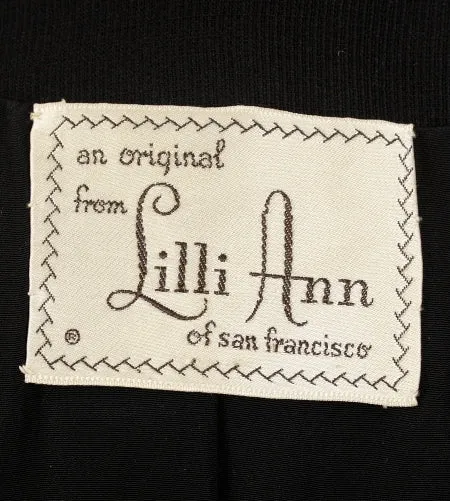 an original
from Lilli Ann
® of san francisco